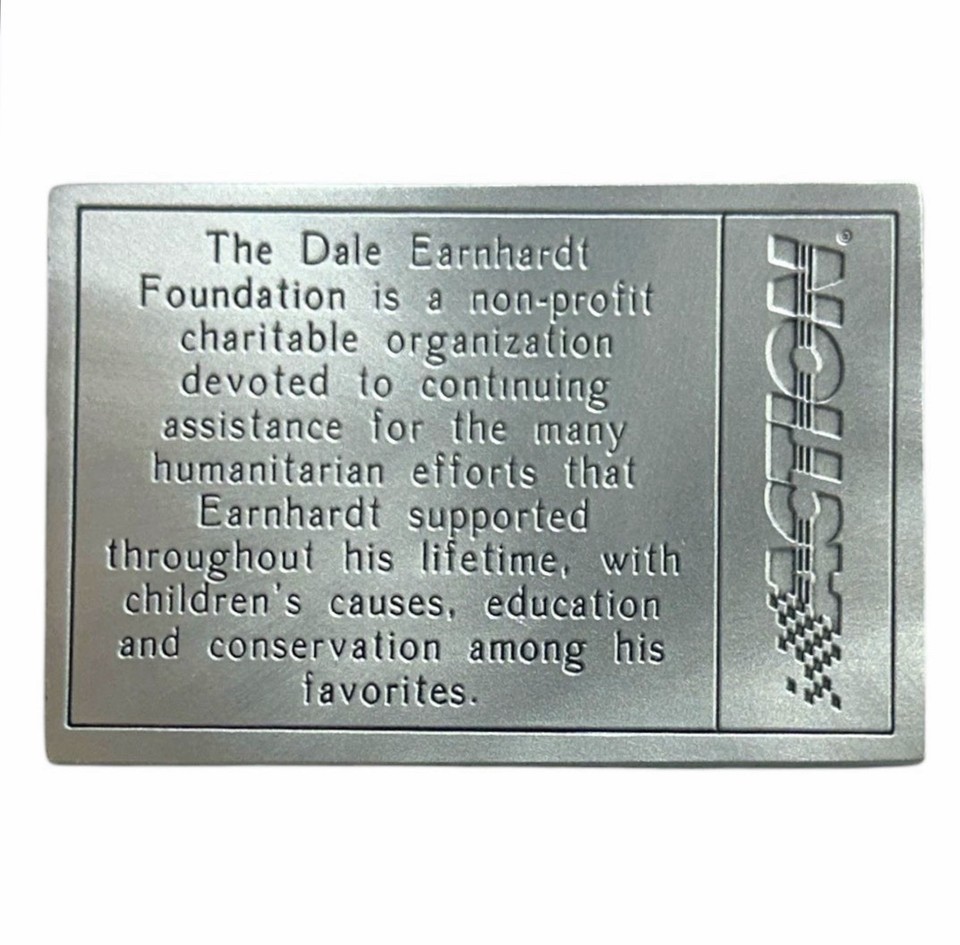 The Dale Earnhardt
Foundation is a non-profit
charitable organization
devoted to continuing
assistance for the many
humanitarian efforts that
Earnhardt supported
throughout his lifetime, with
children's causes, education
and conservation among his
favorites.
ACTION®